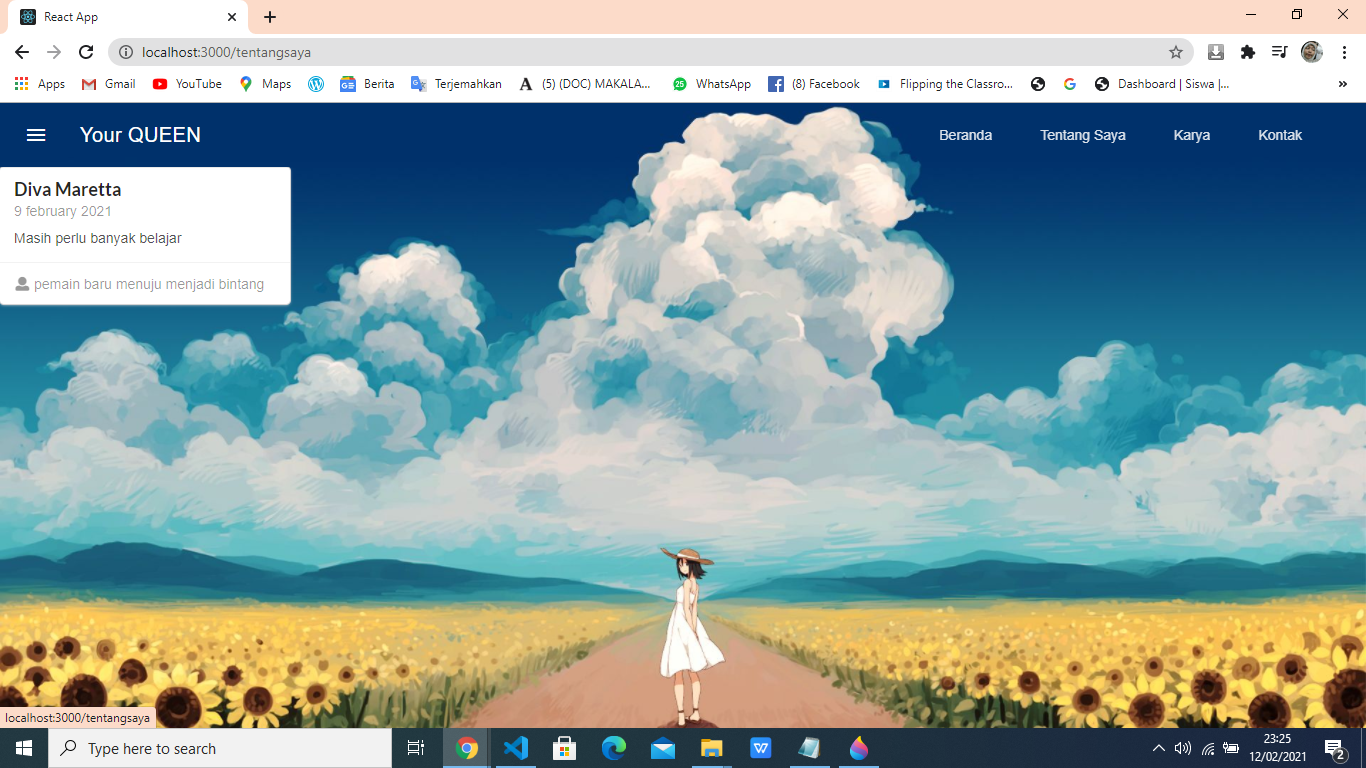 React App
localhost:3000/tentangsaya
Apps
Gmail
YouTube
Maps
Berita
Terjemahkan
(5) (DOC) MAKALA...
WhatsApp
(8) Facebook
Flipping the Classro...
Dashboard | Siswa |...
»
Your QUEEN
Beranda
Tentang Saya
Karya
Kontak
Diva Maretta
9 february 2021
Masih perlu banyak belajar
pemain baru menuju menjadi bintang
localhost:3000/tentangsaya
Type here to search
23:25
12/02/2021
2